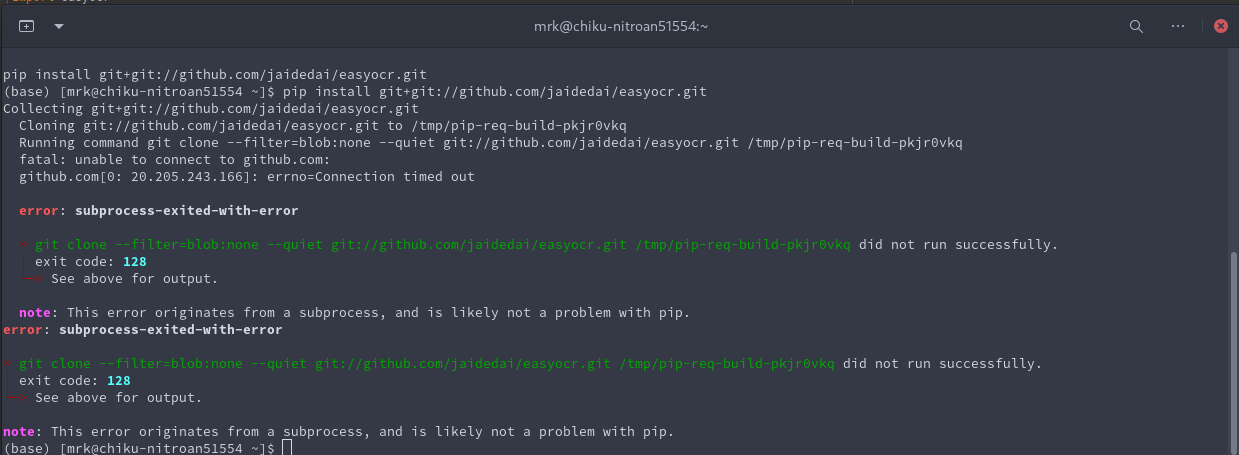 mrk@chiku-nitroan51554:~
pip install git+git://github.com/jaidedai/easyocr.git
(base) [mrk@chiku-nitroan51554 ~]$ pip install git+git://github.com/jaidedai/easyocr.git
Collecting git+git://github.com/jaidedai/easyocr.git
  Cloning git://github.com/jaidedai/easyocr.git to /tmp/pip-req-build-pkjr0vkq
  Running command git clone --filter=blob:none --quiet git://github.com/jaidedai/easyocr.git /tmp/pip-req-build-pkjr0vkq
  fatal: unable to connect to github.com:
  github.com[0: 20.205.243.166]: errno=Connection timed out
  error: subprocess-exited-with-error
  × git clone --filter=blob:none --quiet git://github.com/jaidedai/easyocr.git /tmp/pip-req-build-pkjr0vkq did not run successfully.
  │ exit code: 128
  ╰─> See above for output.
  note: This error originates from a subprocess, and is likely not a problem with pip.
error: subprocess-exited-with-error
× git clone --filter=blob:none --quiet git://github.com/jaidedai/easyocr.git /tmp/pip-req-build-pkjr0vkq did not run successfully.
│ exit code: 128
╰─> See above for output.
note: This error originates from a subprocess, and is likely not a problem with pip.
(base) [mrk@chiku-nitroan51554 ~]$